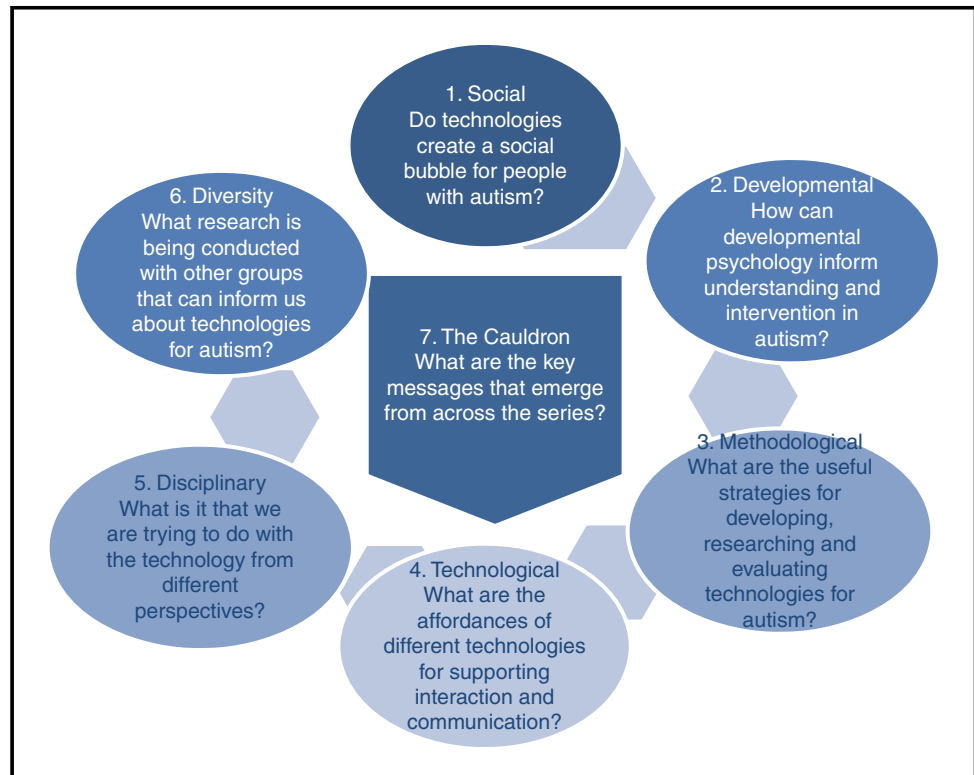 1. Social
Do technologies
create a social
bubble for people
with autism?
2. Developmental
How can
developmental
psychology inform
understanding and
intervention in
autism?
3. Methodological
What are the useful
strategies for
developing,
researching and
evaluating
technologies for
autism?
4. Technological
What are the
affordances of
different technologies
for supporting
interaction and
communication?
5. Disciplinary
What is it that we
are trying to do with
the technology from
different
perspectives?
6. Diversity
What research is
being conducted
with other groups
that can inform us
about technologies
for autism?
7. The Cauldron
What are the key
messages that emerge
from across the series?